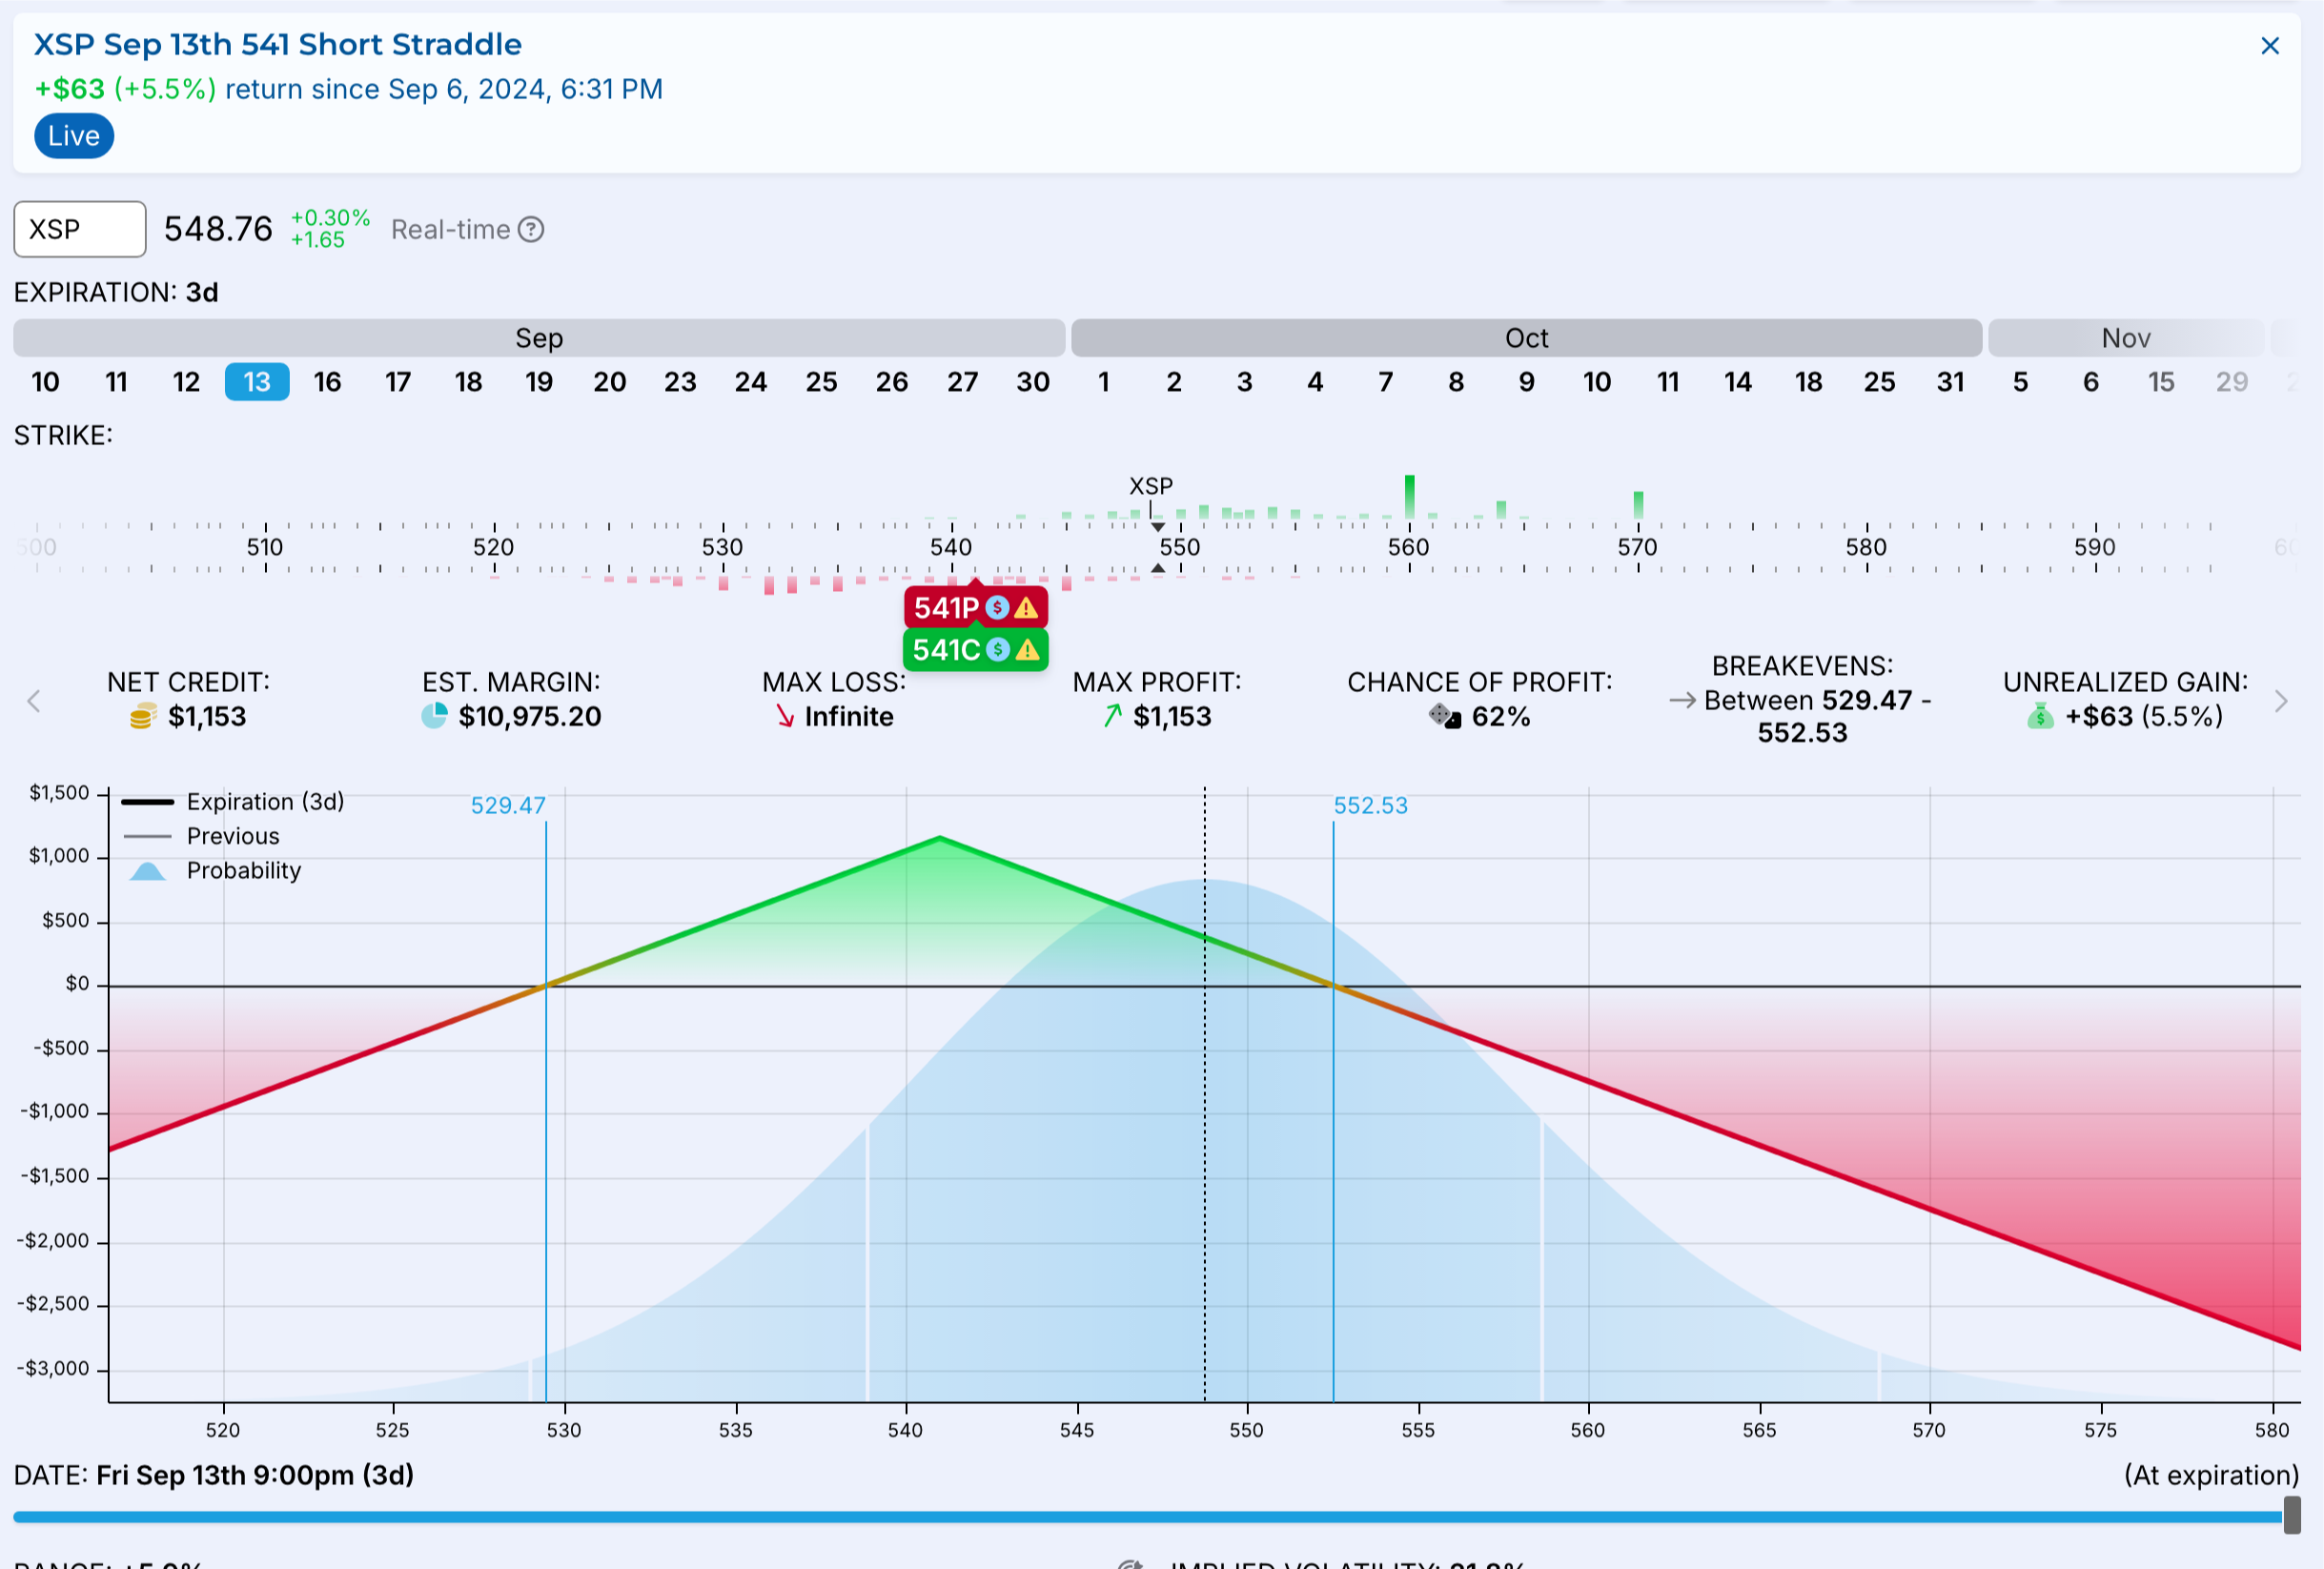 XSP Sep 13th 541 Short Straddle
+$63 (+5.5%) return since Sep 6, 2024, 6:31 PM
Live
XSP 548.76 +0.30% +1.65 Real-time ?
EXPIRATION: 3d
Sep Oct Nov
10 11 12 13 16 17 18 19 20 23 24 25 26 27 30 1 2 3 4 7 8 9 10 11 14 18 25 31 5 6 15 29
STRIKE:
XSP
500 510 520 530 540 550 560 570 580 590
541P $
541C $
NET CREDIT:
$1,153
EST. MARGIN:
$10,975.20
MAX LOSS:
Infinite
MAX PROFIT:
$1,153
CHANCE OF PROFIT:
62%
BREAKEVENS:
Between 529.47 -
552.53
UNREALIZED GAIN:
+$63 (5.5%)
Expiration (3d)
Previous
Probability
529.47 552.53
$1,500
$1,000
$500
$0
-$500
-$1,000
-$1,500
-$2,000
-$2,500
-$3,000
520 525 530 535 540 545 550 555 560 565 570 575 580
DATE: Fri Sep 13th 9:00pm (3d) (At expiration)